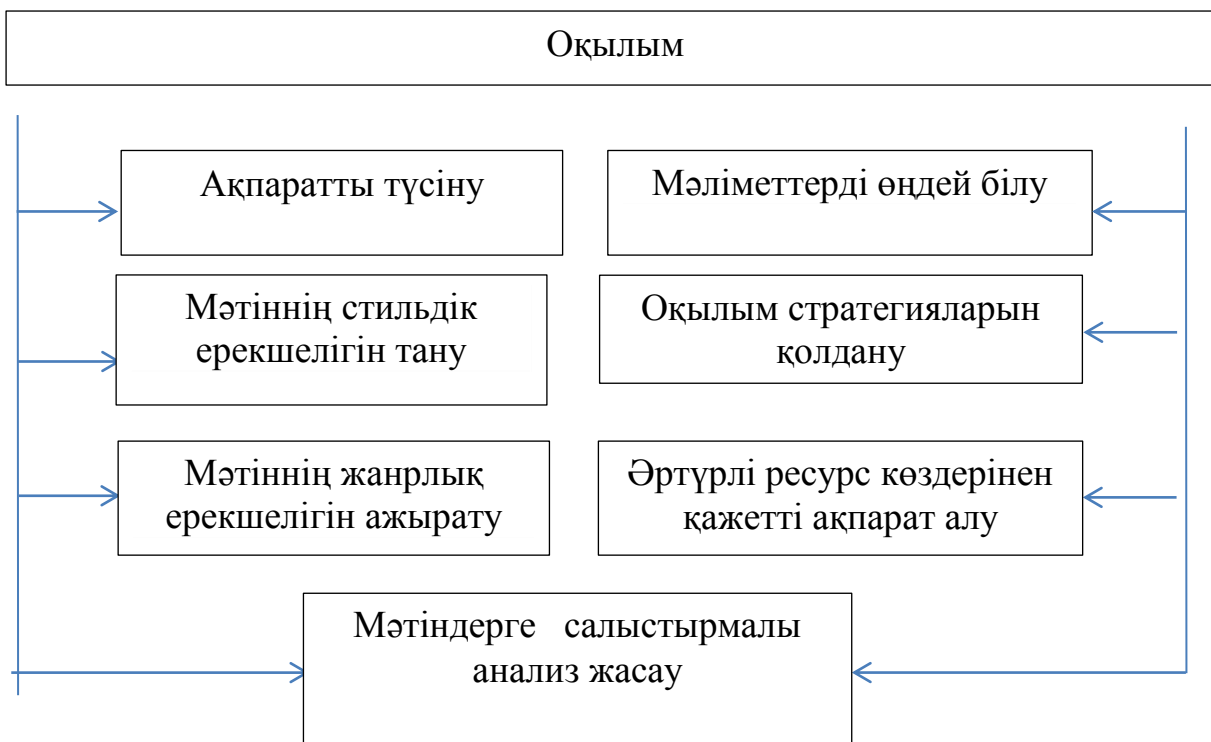 Оқылым
Ақпаратты түсіну
Мәліметтерді өңдей білу
Мәтіннің стильдік
ерекшелігін тану
Оқылым стратегияларын
қолдану
Мәтіннің жанрлық
ерекшелігін ажырату
Әртүрлі ресурс көздерінен
қажетті ақпарат алу
Мәтіндерге салыстырмалы
анализ жасау